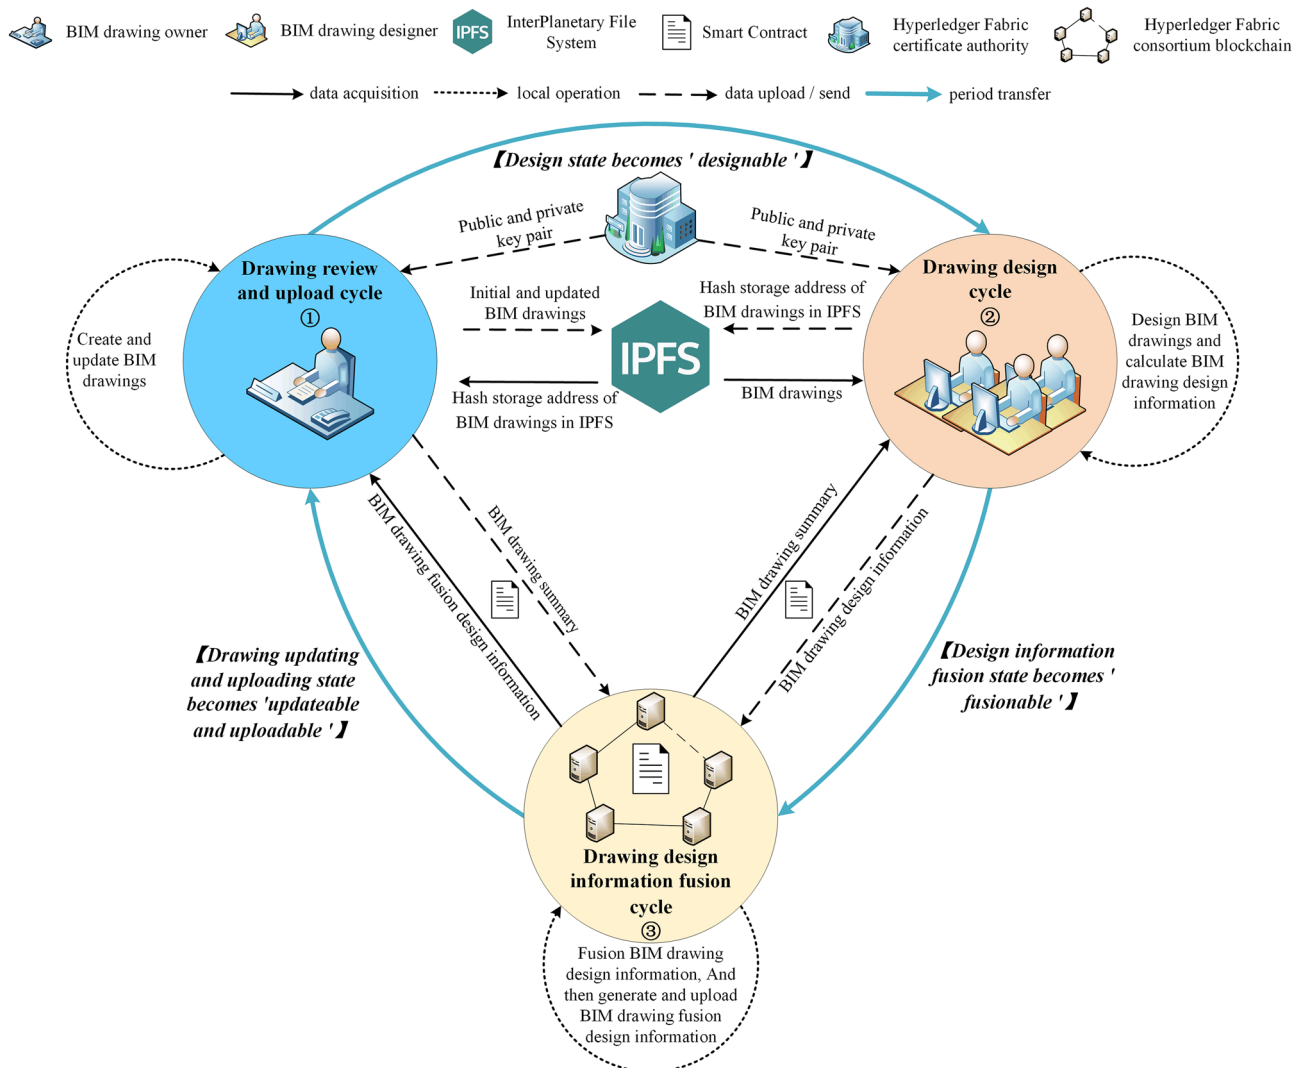 BIM drawing owner
BIM drawing designer
IPFS
InterPlanetary File
System
Smart Contract
Hyperledger Fabric
certificate authority
Hyperledger Fabric
consortium blockchain
data acquisition
local operation
data upload / send
period transfer
【Design state becomes ' designable '】
Public and private
key pair
Public and private
key pair
Drawing review
and upload cycle
①
Drawing design
cycle
②
Initial and updated
BIM drawings
Hash storage address of
BIM drawings in IPFS
IPFS
Hash storage address of
BIM drawings in IPFS
BIM drawings
Create and
update BIM
drawings
Design BIM
drawings and
calculate BIM
drawing design
information
BIM drawing fusion design information
BIM drawing summary
BIM drawing summary
BIM drawing design information
【Drawing updating
and uploading state
becomes 'updateable
and uploadable '】
【Design information
fusion state becomes '
fusionable '】
Drawing design
information fusion
cycle
③
Fusion BIM drawing
design information, And
then generate and upload
BIM drawing fusion
design information